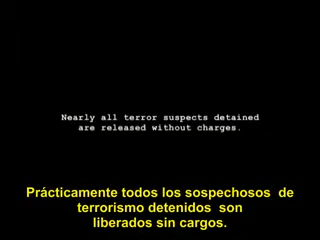 Nearly all terror suspects detained
are released without charges.
Prácticamente todos los sospechosos de
terrorismo detenidos son
liberados sin cargos.